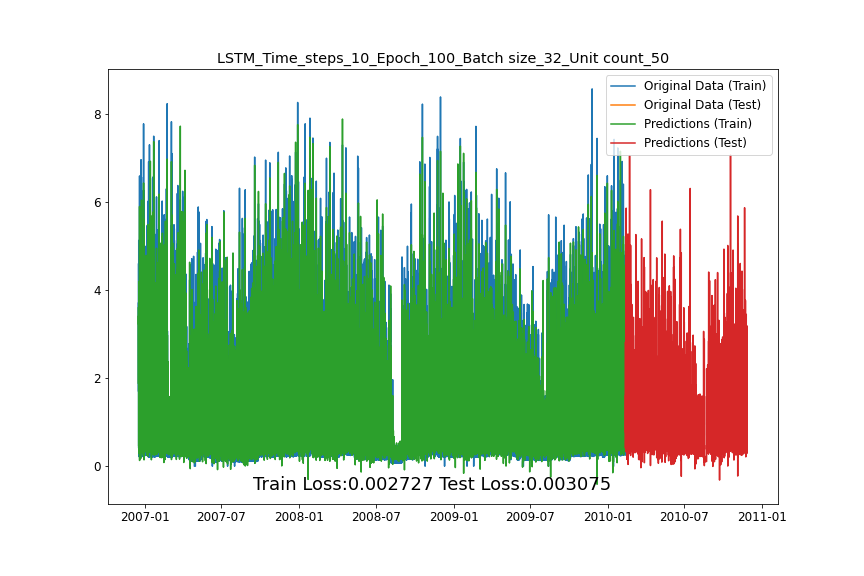 LSTM_Time_steps_10_Epoch_100_Batch size_32_Unit count_50
Original Data (Train)
Original Data (Test)
Predictions (Train)
Predictions (Test)
8
6
4
2
0
Train Loss:0.002727 Test Loss:0.003075
2007-01 2007-07 2008-01 2008-07 2009-01 2009-07 2010-01 2010-07 2011-01